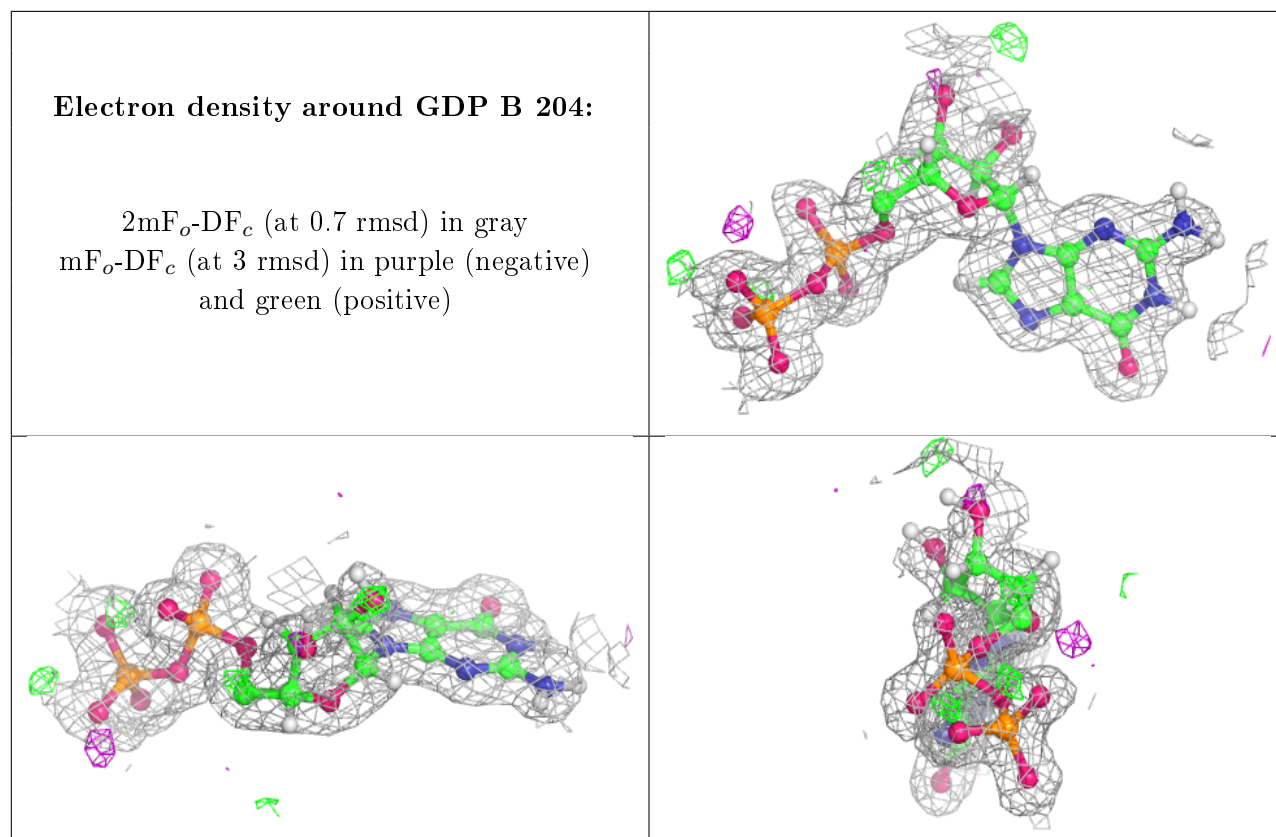 Electron density around GDP B 204:
2mFo-DFc (at 0.7 rmsd) in gray
mFo-DFc (at 3 rmsd) in purple (negative)
and green (positive)